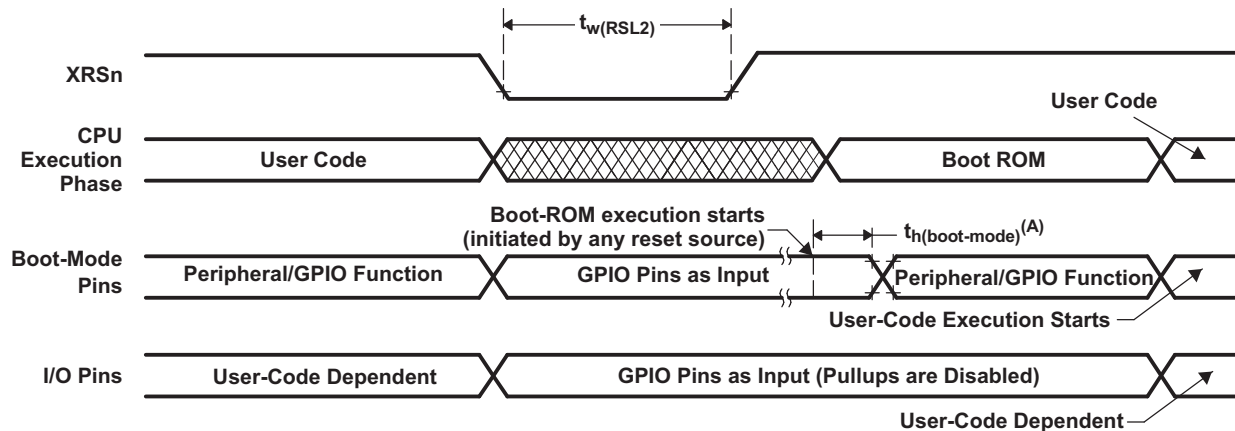 tw(RSL2)
XRSn
User Code
CPU
Execution
Phase
User Code
Boot ROM
Boot-ROM execution starts
(initiated by any reset source)
th(boot-mode)(A)
Boot-Mode
Pins
Peripheral/GPIO Function
GPIO Pins as Input
Peripheral/GPIO Function
User-Code Execution Starts
I/O Pins
User-Code Dependent
GPIO Pins as Input (Pullups are Disabled)
User-Code Dependent